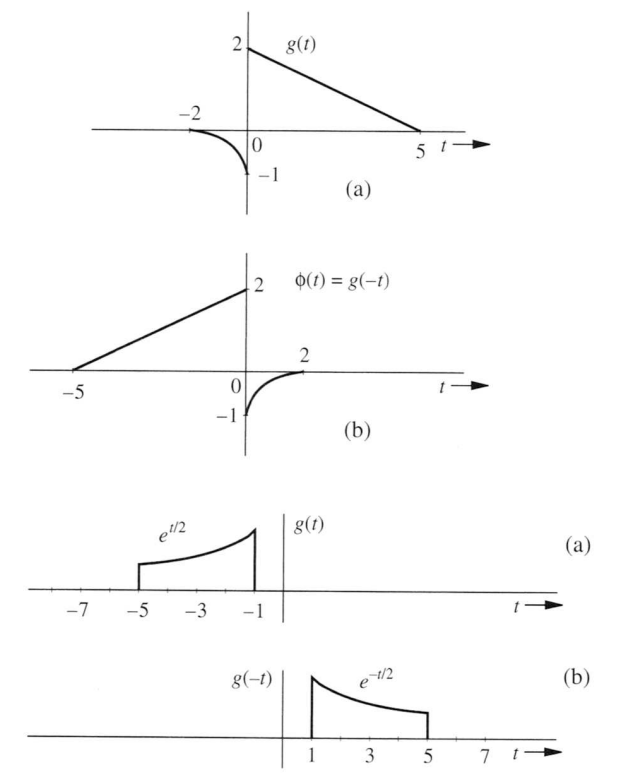 2 g(t)
−2
0
5 t
−1
(a)
2 ϕ(t) = g(−t)
2
−5 0 t
−1
(b)
e^{t/2} g(t)
(a)
−7 −5 −3 −1 t
g(−t) e^{−t/2} (b)
1 3 5 7 t